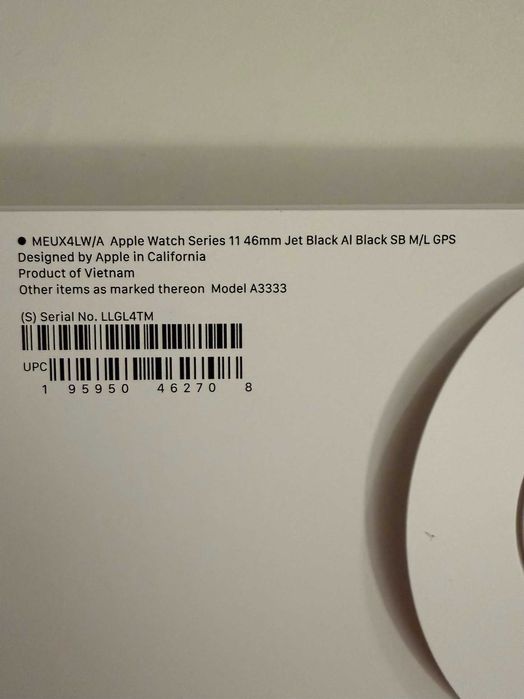 ● MEUX4LW/A Apple Watch Series 11 46mm Jet Black Al Black SB M/L GPS
Designed by Apple in California
Product of Vietnam
Other items as marked thereon Model A3333
(S) Serial No. LLGL4TM
UPC
1 95950 46270 8